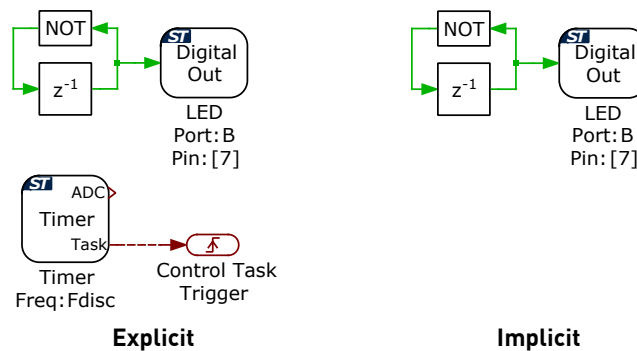 NOT
z⁻¹
ST
Digital
Out
LED
Port:B
Pin:[7]
ST
ADC
Timer
Task
Timer
Freq:Fdisc
Control Task
Trigger
Explicit
NOT
z⁻¹
ST
Digital
Out
LED
Port:B
Pin:[7]
Implicit